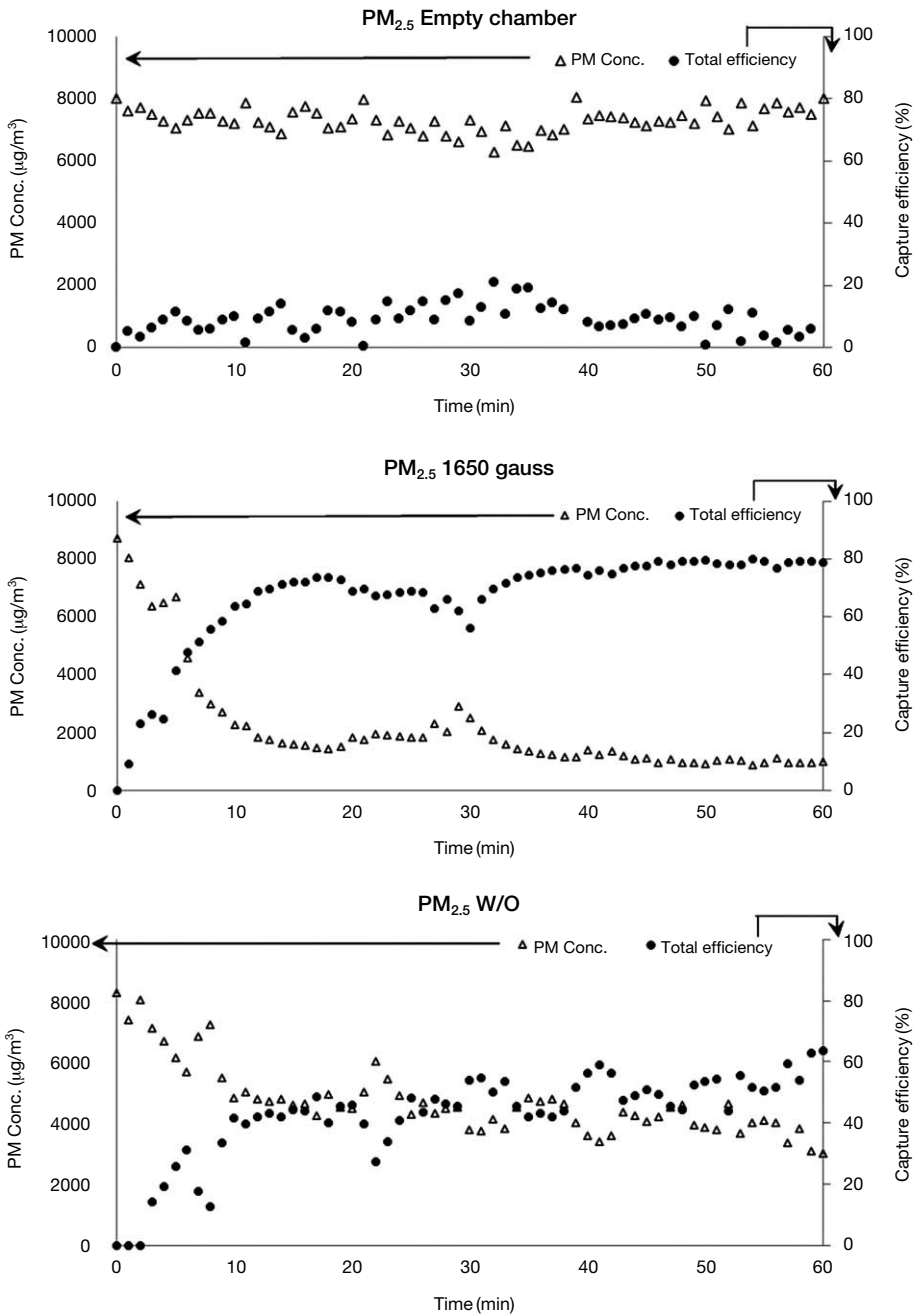 PM2.5 Empty chamber
10000
8000
6000
4000
2000
0
PM Conc. (µg/m3)
PM Conc.
Total efficiency
100
80
60
40
20
0
Capture efficiency (%)
0 10 20 30 40 50 60
Time (min)
PM2.5 1650 gauss
10000
8000
6000
4000
2000
0
PM Conc. (µg/m3)
PM Conc.
Total efficiency
100
80
60
40
20
0
Capture efficiency (%)
0 10 20 30 40 50 60
Time (min)
PM2.5 W/O
10000
8000
6000
4000
2000
0
PM Conc. (µg/m3)
PM Conc.
Total efficiency
100
80
60
40
20
0
Capture efficiency (%)
0 10 20 30 40 50 60
Time (min)